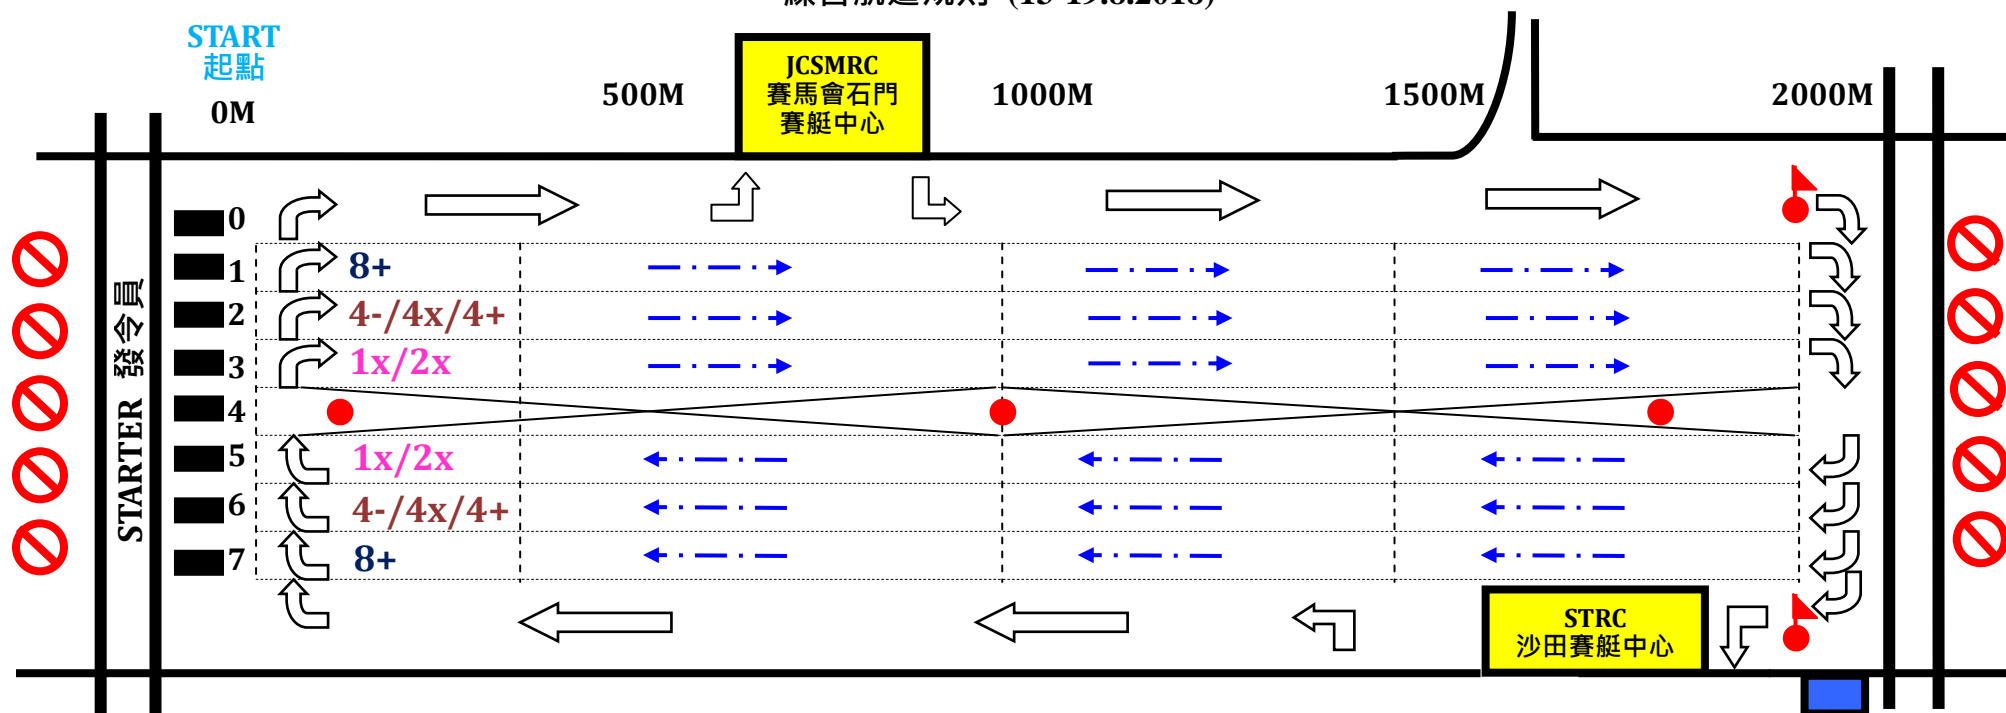 START
起點
0M
500M
JCSMRC
賽馬會石門
賽艇中心
1000M
1500M
2000M
STARTER 發令員
0
1 8+
2 4-/4x/4+
3 1x/2x
4
5 1x/2x
6 4-/4x/4+
7 8+
STRC
沙田賽艇中心